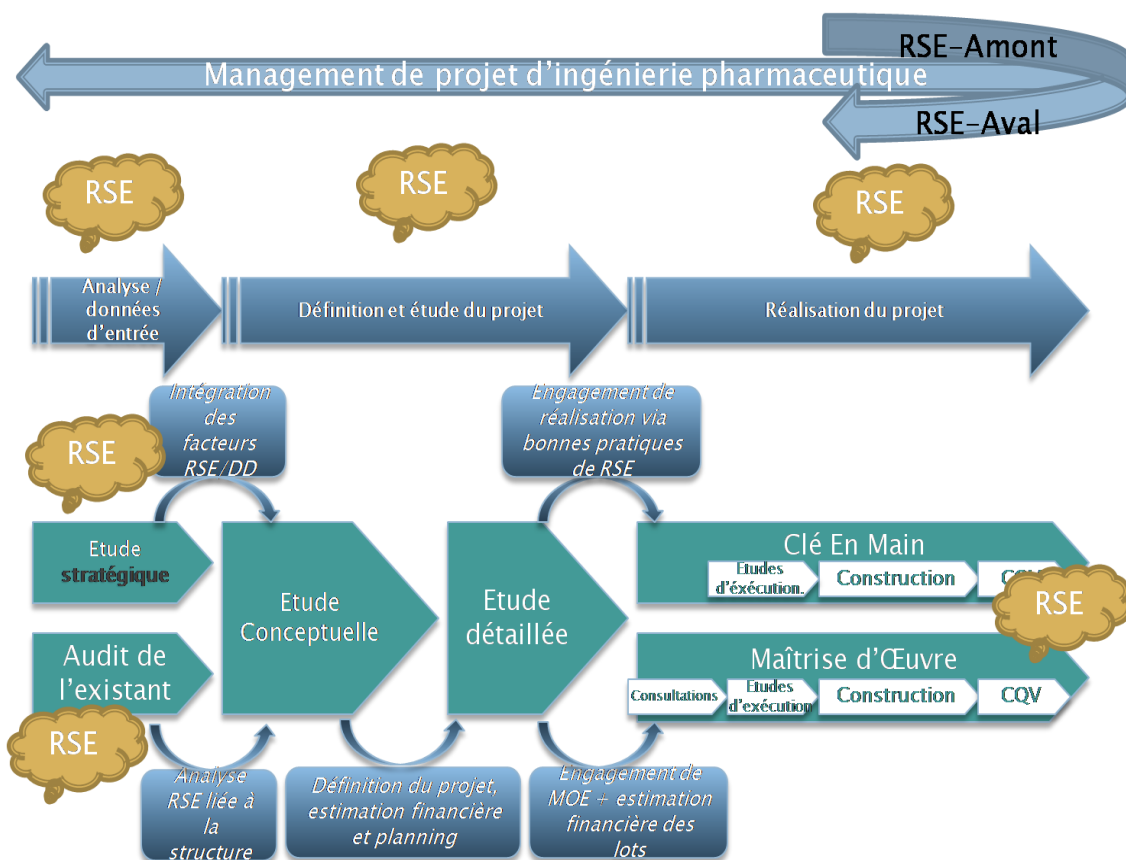 RSE-Amont
Management de projet d'ingénierie pharmaceutique
RSE-Aval
RSE
RSE
RSE
Analyse /
données
d'entrée
Définition et étude du projet
Réalisation du projet
Intégration
des
facteurs
RSE/DD
Engagement de
réalisation via
bonnes pratiques
de RSE
RSE
Etude
stratégique
Etude
Conceptuelle
Etude
détaillée
Clé En Main
Etudes
d'éxécution.
Construction
RSE
Audit de
l'existant
Maîtrise d'Œuvre
Consultations
Etudes
d'exécution
Construction
CQV
RSE
Analyse
RSE liée à
la
structure
Définition du projet,
estimation financière
et planning
Engagement de
MOE + estimation
financière des
lots